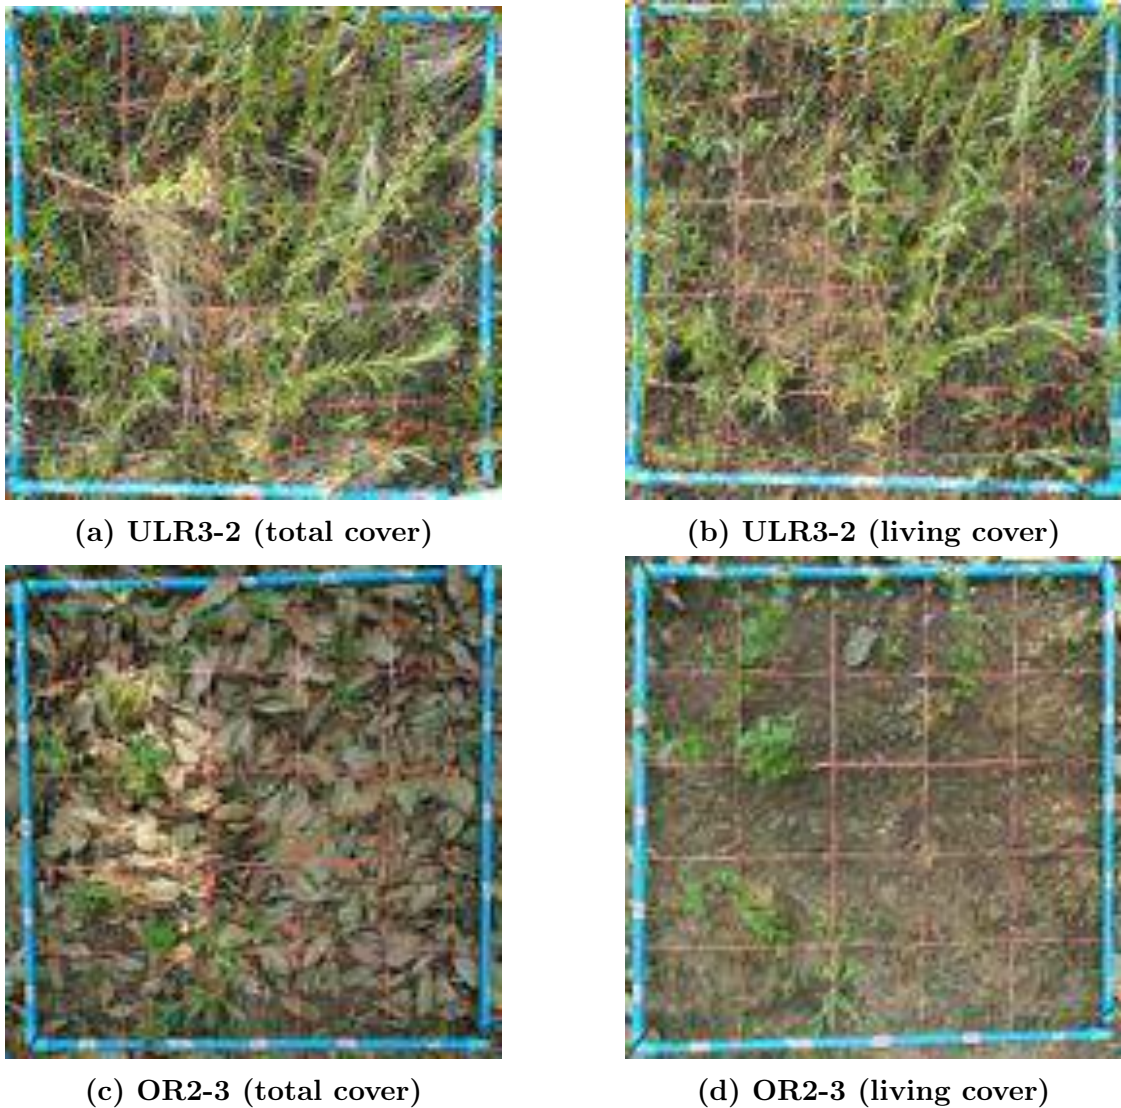 (a) ULR3-2 (total cover)
(b) ULR3-2 (living cover)
(c) OR2-3 (total cover)
(d) OR2-3 (living cover)